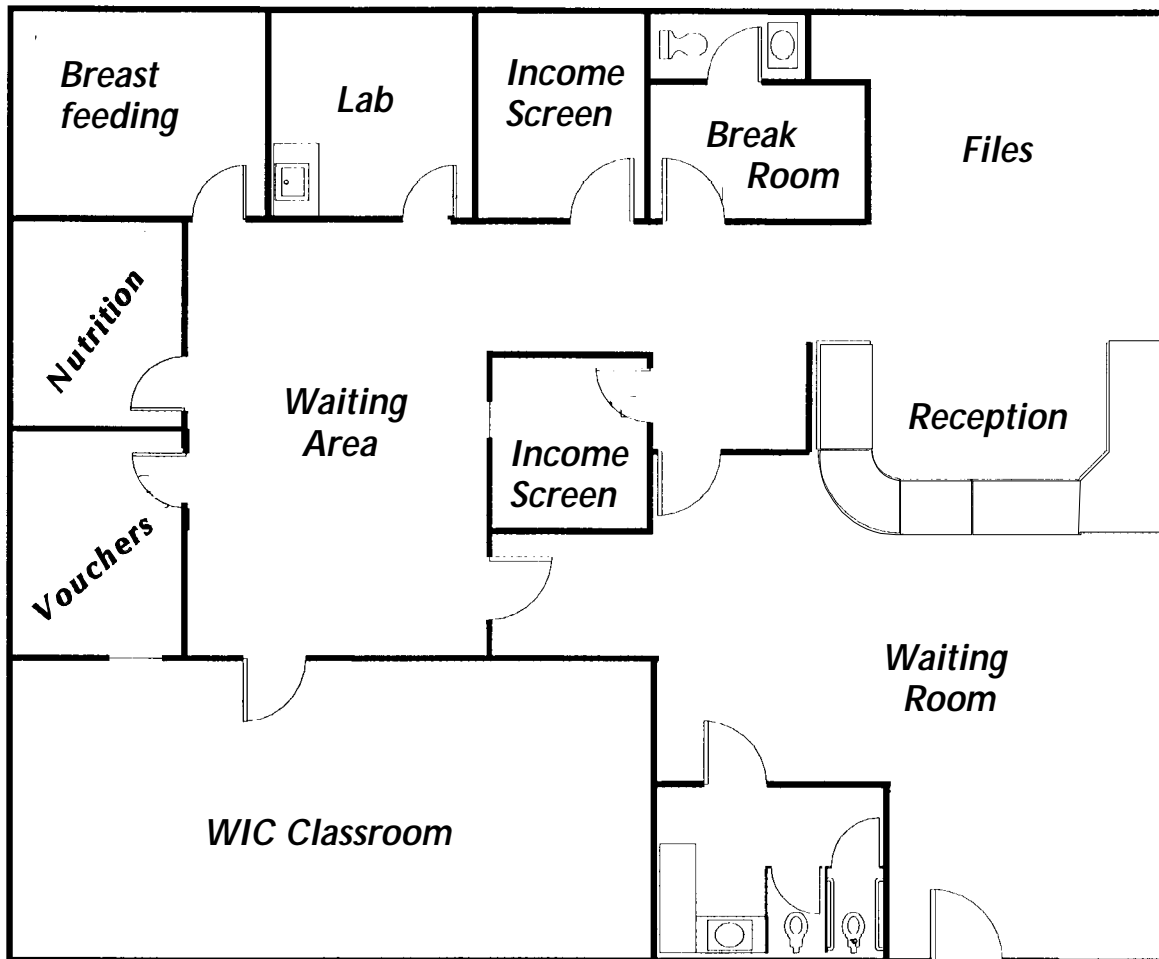 Breast
feeding
Lab
Income
Screen
Break
Room
Files
Nutrition
Waiting
Area
Income
Screen
Reception
Vouchers
Waiting
Room
WIC Classroom